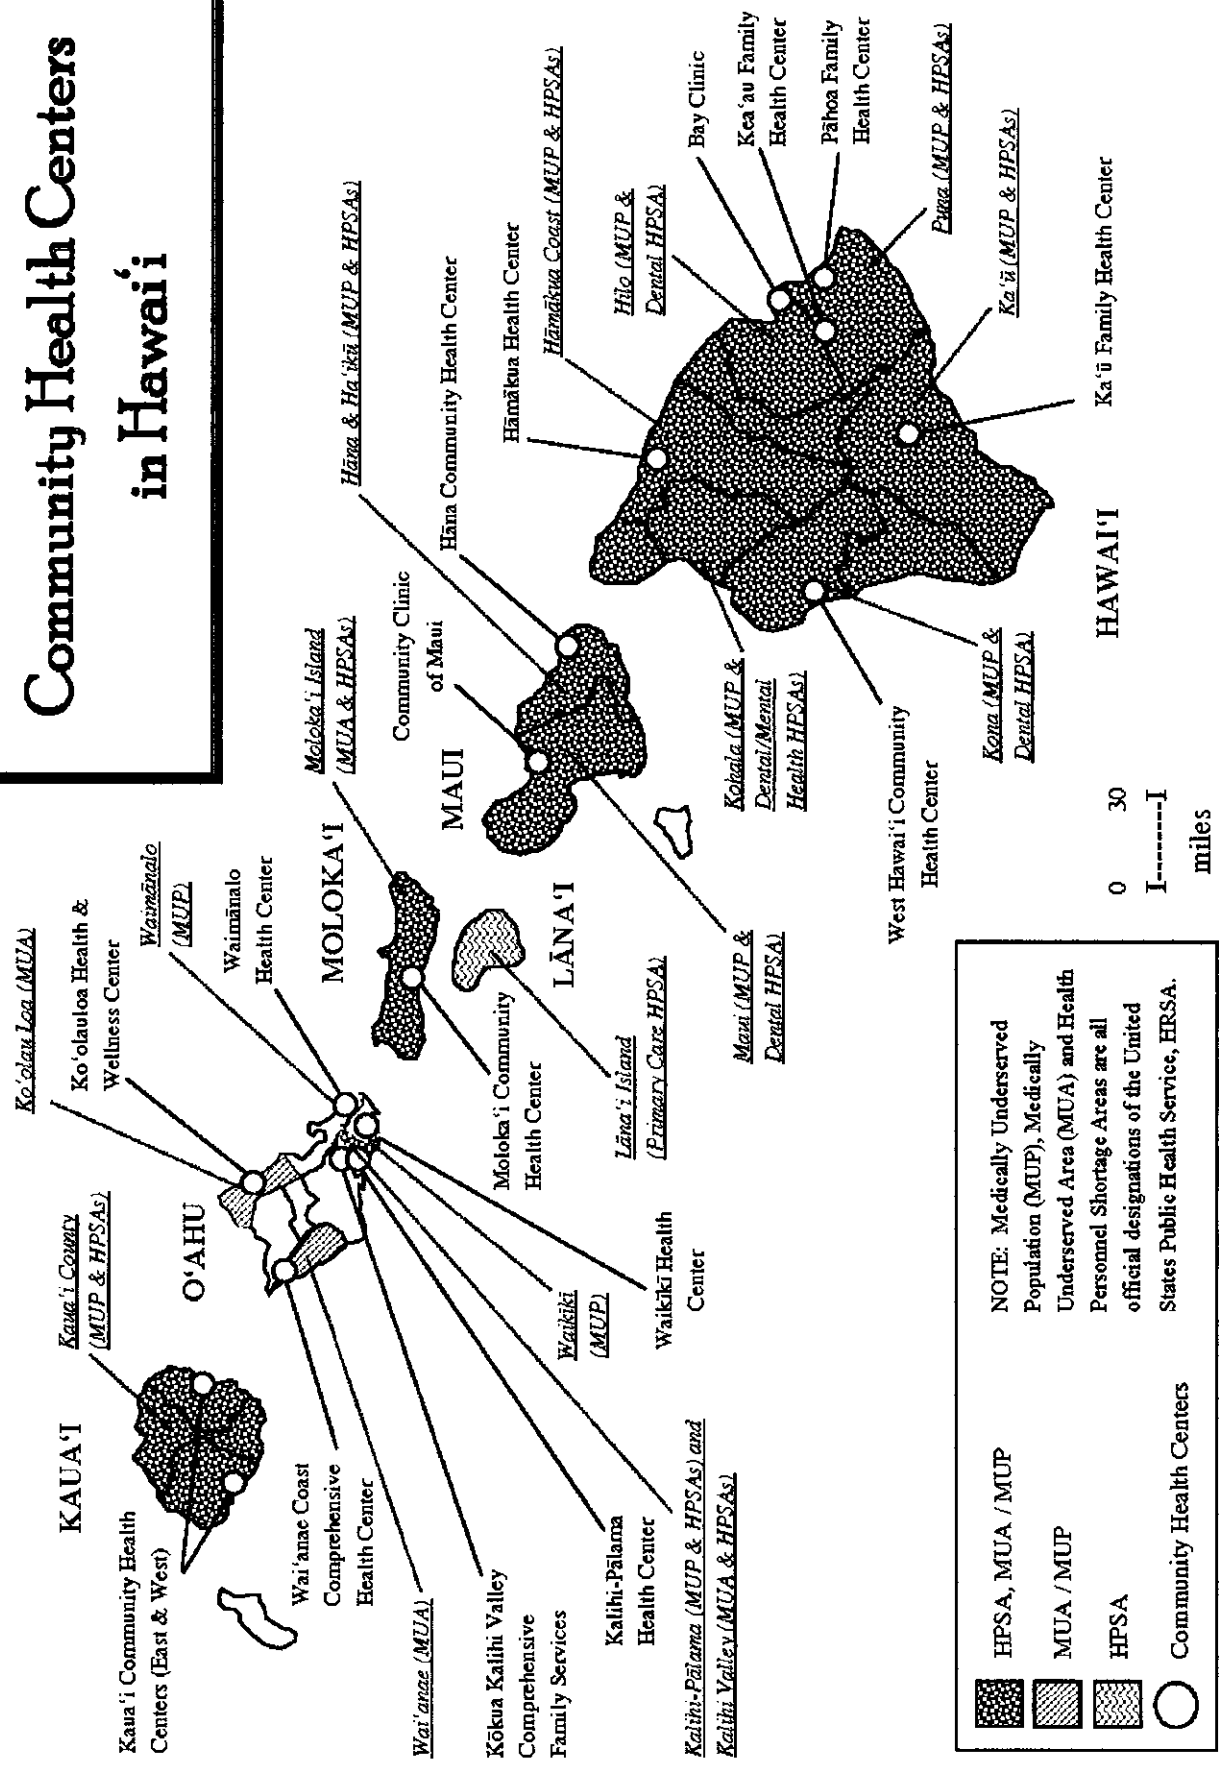 Community Health Centers
in Hawai‘i
KAUA‘I
Kaua‘i County
(MUP & HPSAs)
Kaua‘i Community Health
Centers (East & West)
O‘AHU
Ko‘olau Loa (MUA)
Ko‘olauloa Health &
Wellness Center
Waimānalo
(MUP)
Waimānalo
Health Center
Wai‘anae Coast
Comprehensive
Health Center
Wai‘anae (MUA)
Kōkua Kalihi Valley
Comprehensive
Family Services
Kalihi-Pālama
Health Center
Kalihi-Pālama (MUP & HPSAs) and
Kalihi Valley (MUA & HPSAs)
Waikīkī
(MUP)
Waikīkī Health
Center
MOLOKA‘I
Moloka‘i Island
(MUA & HPSAs)
Moloka‘i Community
Health Center
LĀNA‘I
Lāna‘i Island
(Primary Care HPSA)
MAUI
Community Clinic
of Maui
Hāna & Ha‘ikū (MUP & HPSAs)
Hāna Community Health Center
Maui (MUP &
Dental HPSA)
Hāmākua Health Center
Hāmākua Coast (MUP & HPSAs)
Hilo (MUP &
Dental HPSA)
Bay Clinic
Kea‘au Family
Health Center
Pāhoa Family
Health Center
Puna (MUP & HPSAs)
Ka‘ū (MUP & HPSAs)
Ka‘ū Family Health Center
Kohala (MUP &
Dental/Mental
Health HPSAs)
West Hawai‘i Community
Health Center
Kona (MUP &
Dental HPSA)
HAWAI‘I
0 30
I--------I
miles
HPSA, MUA / MUP
MUA / MUP
HPSA
Community Health Centers
NOTE: Medically Underserved
Population (MUP), Medically
Underserved Area (MUA) and Health
Personnel Shortage Areas are all
official designations of the United
States Public Health Service, HRSA.